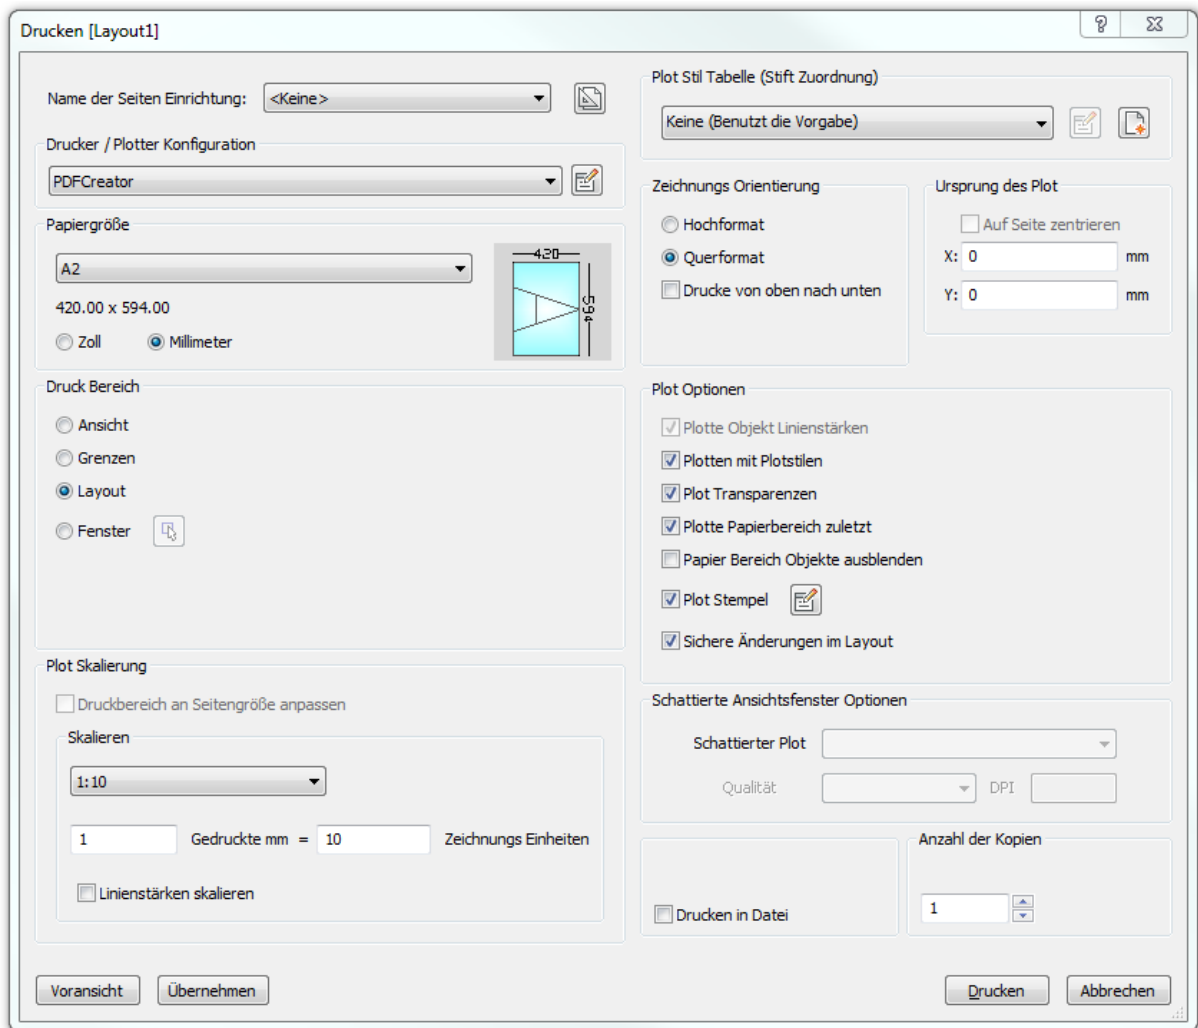 Drucken [Layout1]
Name der Seiten Einrichtung: <Keine>
Drucker / Plotter Konfiguration
PDFCreator
Papiergröße
A2
420.00 x 594.00
Zoll Millimeter
420
594
Druck Bereich
Ansicht
Grenzen
Layout
Fenster
Plot Skalierung
Druckbereich an Seitengröße anpassen
Skalieren
1:10
1 Gedruckte mm = 10 Zeichnungs Einheiten
Linienstärken skalieren
Plot Stil Tabelle (Stift Zuordnung)
Keine (Benutzt die Vorgabe)
Zeichnungs Orientierung
Hochformat
Querformat
Drucke von oben nach unten
Ursprung des Plot
Auf Seite zentrieren
X: 0 mm
Y: 0 mm
Plot Optionen
Plotte Objekt Linienstärken
Plotten mit Plotstilen
Plot Transparenzen
Plotte Papierbereich zuletzt
Papier Bereich Objekte ausblenden
Plot Stempel
Sichere Änderungen im Layout
Schattierte Ansichtsfenster Optionen
Schattierter Plot
Qualität DPI
Drucken in Datei
Anzahl der Kopien
1
Voransicht Übernehmen Drucken Abbrechen